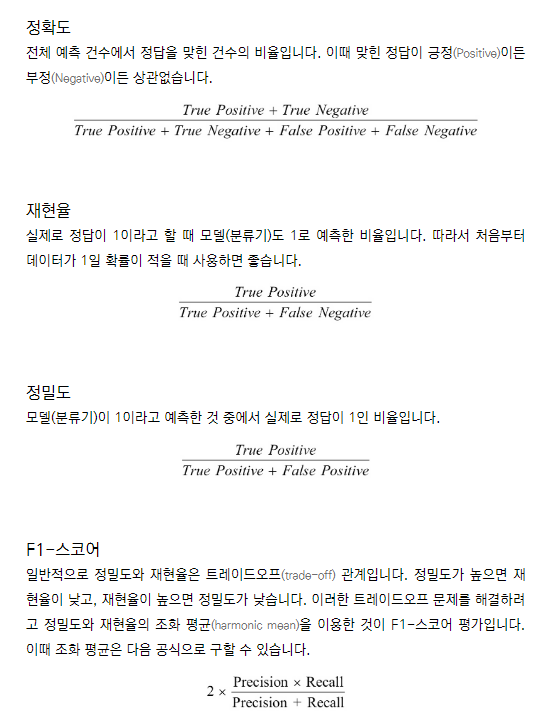 정확도
전체 예측 건수에서 정답을 맞힌 건수의 비율입니다. 이때 맞힌 정답이 긍정(Positive)이든
부정(Negative)이든 상관없습니다.
True Positive + True Negative
True Positive + True Negative + False Positive + False Negative
재현율
실제로 정답이 1이라고 할 때 모델(분류기)도 1로 예측한 비율입니다. 따라서 처음부터
데이터가 1일 확률이 적을 때 사용하면 좋습니다.
True Positive
True Positive + False Negative
정밀도
모델(분류기)이 1이라고 예측한 것 중에서 실제로 정답이 1인 비율입니다.
True Positive
True Positive + False Positive
F1-스코어
일반적으로 정밀도와 재현율은 트레이드오프(trade-off) 관계입니다. 정밀도가 높으면 재
현율이 낮고, 재현율이 높으면 정밀도가 낮습니다. 이러한 트레이드오프 문제를 해결하려
고 정밀도와 재현율의 조화 평균(harmonic mean)을 이용한 것이 F1-스코어 평가입니다.
이때 조화 평균은 다음 공식으로 구할 수 있습니다.
2 × Precision × Recall
Precision + Recall